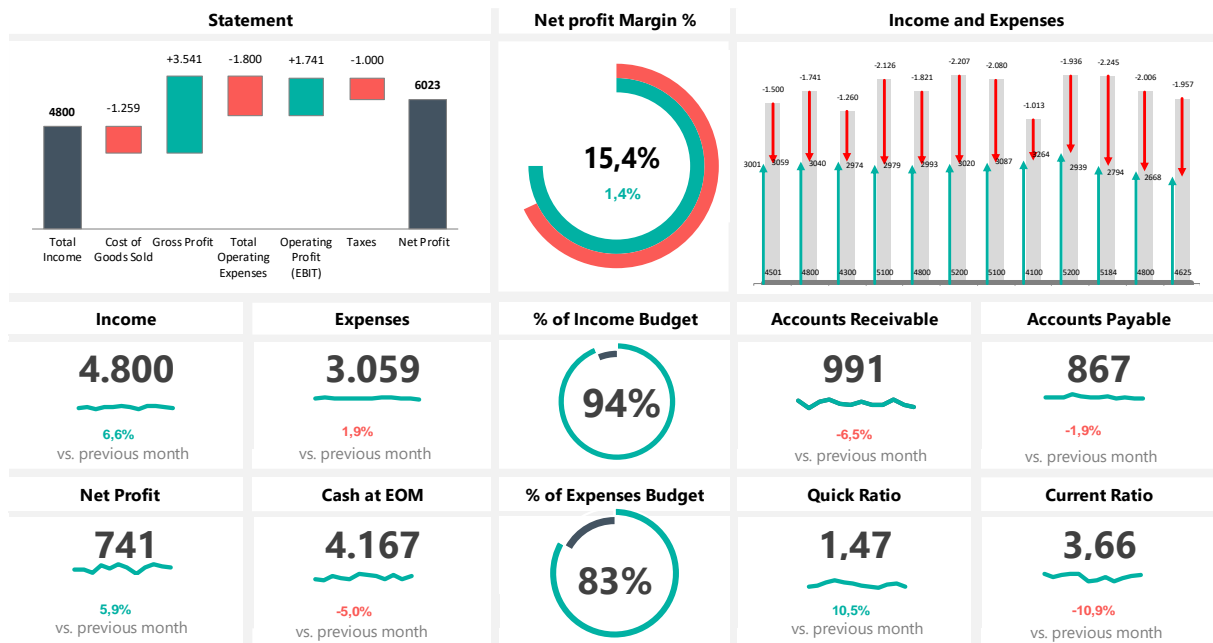 Statement
+3.541
-1.800
+1.741
-1.000
6023
4800
-1.259
Total Income
Cost of Goods Sold
Gross Profit
Total Operating Expenses
Operating Profit (EBIT)
Taxes
Net Profit
Net profit Margin %
15,4%
1,4%
Income and Expenses
-1.500
-1.741
-1.260
-2.126
-1.821
-2.207
-2.080
-1.013
-1.936
-2.245
-2.006
-1.957
3001
3059
3040
2974
2979
2993
3020
3087
2939
2794
2668
4501
4800
4300
5100
4800
5200
5100
4100
5200
5184
4800
4625
Income
4.800
6,6%
vs. previous month
Expenses
3.059
1,9%
vs. previous month
% of Income Budget
94%
Accounts Receivable
991
-6,5%
vs. previous month
Accounts Payable
867
-1,9%
vs. previous month
Net Profit
741
5,9%
vs. previous month
Cash at EOM
4.167
-5,0%
vs. previous month
% of Expenses Budget
83%
Quick Ratio
1,47
10,5%
vs. previous month
Current Ratio
3,66
-10,9%
vs. previous month